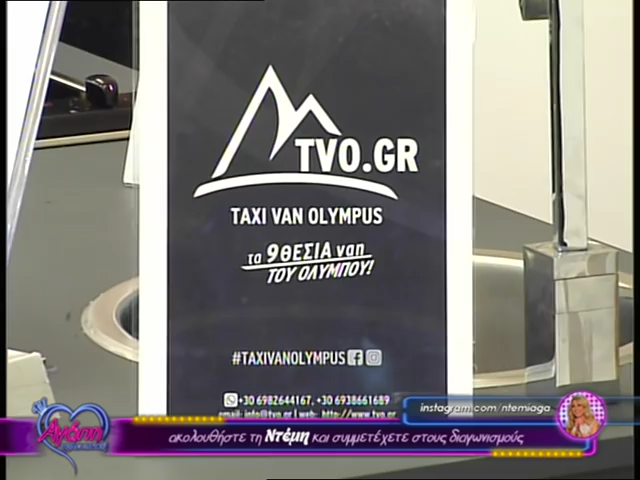 TVO.GR
TAXI VAN OLYMPUS
τα 9ΘΕΣΙΑ van
ΤΟΥ ΟΛΥΜΠΟΥ!
#TAXIVANOLYMPUS
+30 6982644167, +30 6938661689
email: info@tvo.gr | web: http://www.tvo.gr
instagram.com/ntemiaga
Αγάπη
ακολουθήστε τη Ντέμη και συμμετέχετε στους διαγωνισμούς